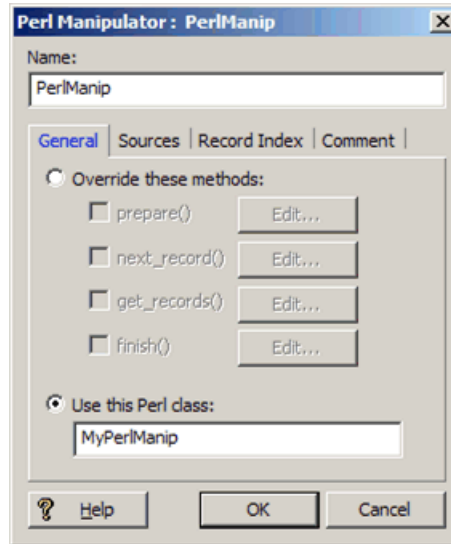 Perl Manipulator : PerlManip
Name:
PerlManip
General Sources Record Index Comment
Override these methods:
prepare() Edit...
next_record() Edit...
get_records() Edit...
finish() Edit...
Use this Perl class:
MyPerlManip
Help OK Cancel